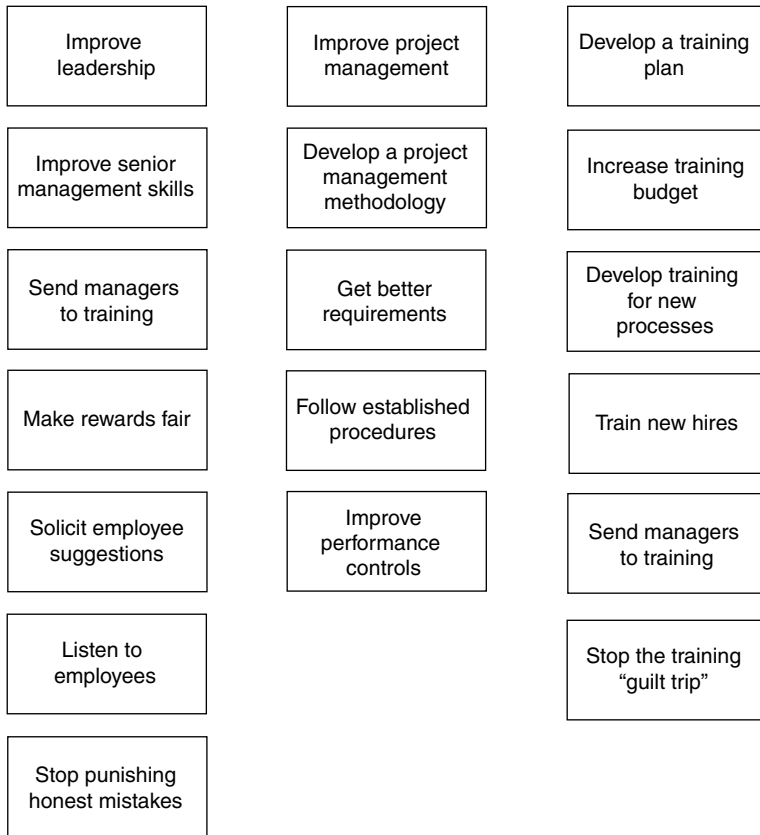 Improve
leadership
Improve senior
management skills
Send managers
to training
Make rewards fair
Solicit employee
suggestions
Listen to
employees
Stop punishing
honest mistakes
Improve project
management
Develop a project
management
methodology
Get better
requirements
Follow established
procedures
Improve
performance
controls
Develop a training
plan
Increase training
budget
Develop training
for new
processes
Train new hires
Send managers
to training
Stop the training
“guilt trip”